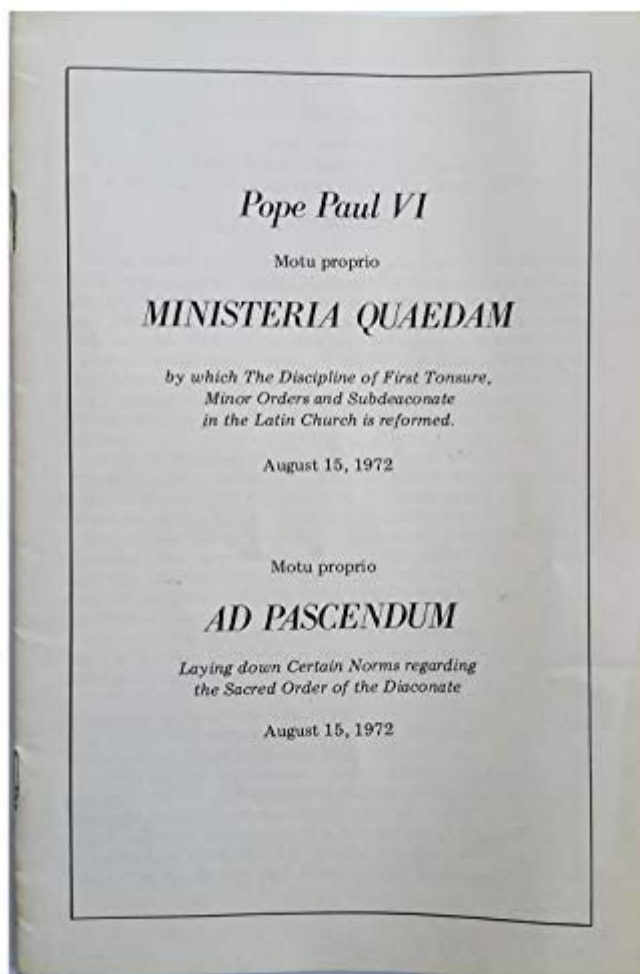 Pope Paul VI
Motu proprio
MINISTERIA QUAEDAM
by which The Discipline of First Tonsure,
Minor Orders and Subdeaconate
in the Latin Church is reformed.
August 15, 1972
Motu proprio
AD PASCENDUM
Laying down Certain Norms regarding
the Sacred Order of the Diaconate
August 15, 1972